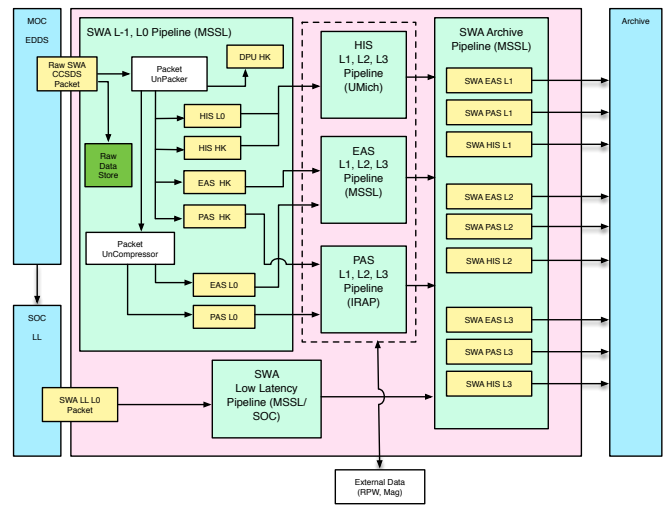 MOC
EDDS
Raw SWA
CCSDS
Packet
SOC
LL
SWA LL L0
Packet
SWA L-1, L0 Pipeline (MSSL)
Packet
UnPacker
DPU HK
Raw
Data
Store
HIS L0
HIS HK
EAS  HK
PAS  HK
Packet
UnCompressor
EAS L0
PAS L0
HIS
L1, L2, L3
Pipeline
(UMich)
EAS
L1, L2, L3
Pipeline
(MSSL)
PAS
L1, L2, L3
Pipeline
(IRAP)
SWA
Low Latency
Pipeline (MSSL/
SOC)
External Data
(RPW, Mag)
SWA Archive
Pipeline (MSSL)
SWA EAS L1
SWA PAS L1
SWA HIS L1
SWA EAS L2
SWA PAS L2
SWA HIS L2
SWA EAS L3
SWA PAS L3
SWA HIS L3
Archive